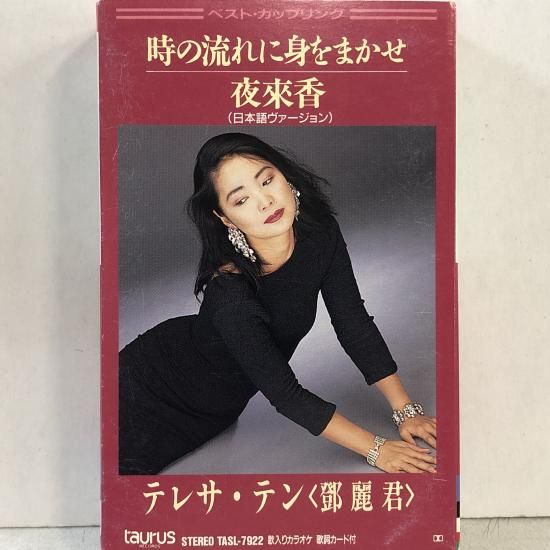 ベスト・カップリング
時の流れに身をまかせ
夜來香
(日本語ヴァージョン)
テレサ・テン〈鄧麗君〉
taurus
RECORDS
STEREO TASL-7922 歌入りカラオケ 歌詞カード付